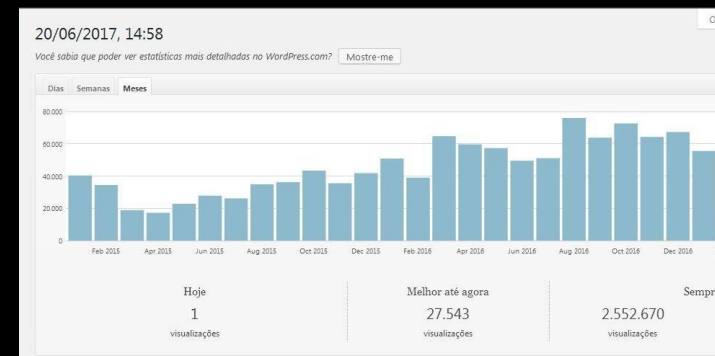 20/06/2017, 14:58
Você sabia que poder ver estatísticas mais detalhadas no WordPress.com? Mostre-me
Dias Semanas Meses
80.000
60.000
40.000
20.000
0
Feb 2015 Apr 2015 Jun 2015 Aug 2015 Oct 2015 Dec 2015 Feb 2016 Apr 2016 Jun 2016 Aug 2016 Oct 2016 Dec 2016
Hoje Melhor até agora Sempr
1 27.543 2.552.670
visualizações visualizações visualizações